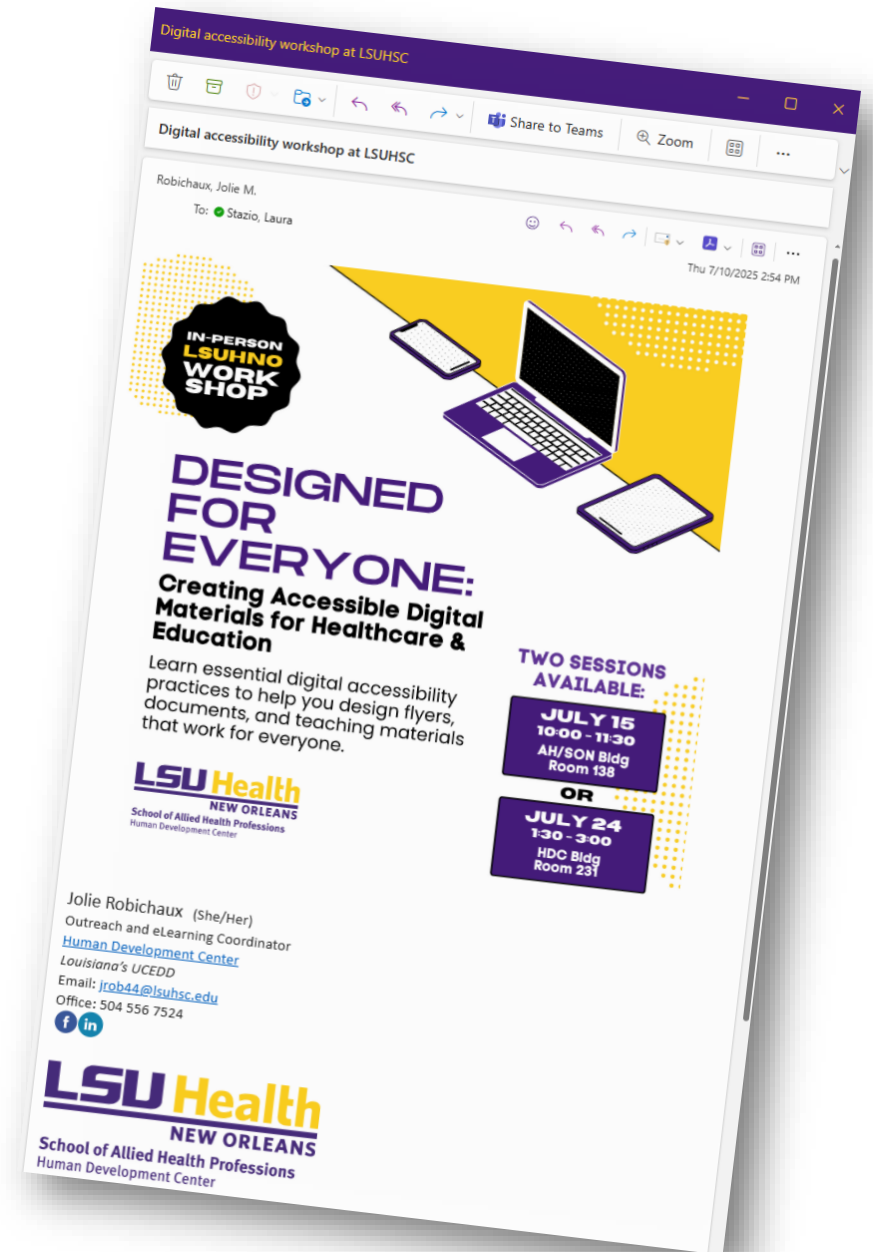 Digital accessibility workshop at LSUHSC
Share to Teams
Zoom
Digital accessibility workshop at LSUHSC
Robichaux, Jolie M.
To: Stazio, Laura
Thu 7/10/2025 2:54 PM
IN-PERSON
LSUHNO
WORK
SHOP
DESIGNED
FOR
EVERYONE:
Creating Accessible Digital
Materials for Healthcare &
Education
Learn essential digital accessibility
practices to help you design flyers,
documents, and teaching materials
that work for everyone.
TWO SESSIONS
AVAILABLE:
JULY 15
10:00 - 11:30
AH/SON Bldg
Room 138
OR
JULY 24
1:30 - 3:00
HDC Bldg
Room 231
LSU Health
NEW ORLEANS
School of Allied Health Professions
Human Development Center
Jolie Robichaux (She/Her)
Outreach and eLearning Coordinator
Human Development Center
Louisiana's UCEDD
Email: jrob44@lsuhsc.edu
Office: 504 556 7524
f in
LSU Health
NEW ORLEANS
School of Allied Health Professions
Human Development Center